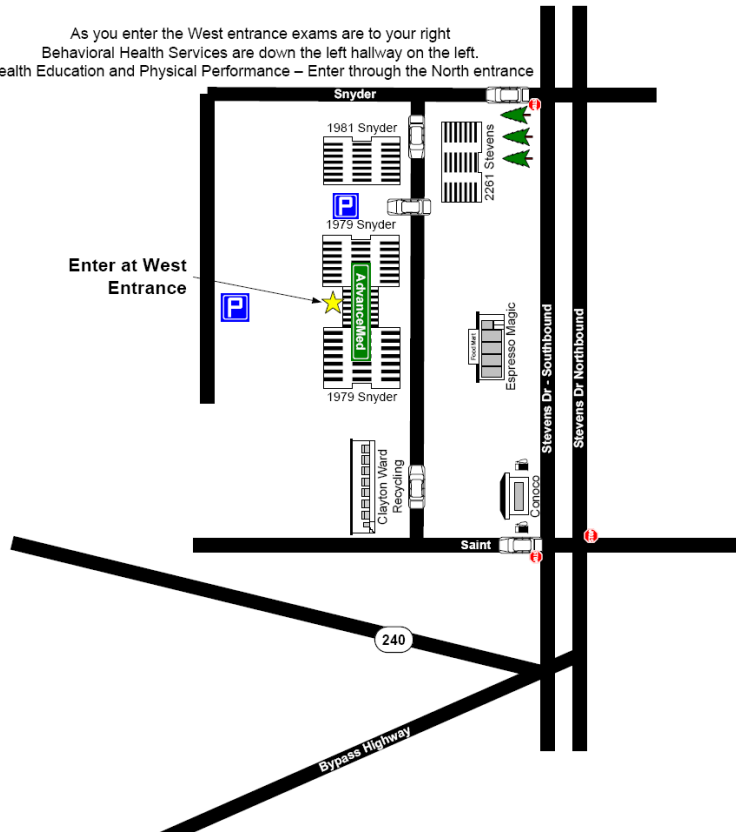 As you enter the West entrance exams are to your right
Behavioral Health Services are down the left hallway on the left.
ealth Education and Physical Performance – Enter through the North entrance
Snyder
1981 Snyder
2261 Stevens
P
1979 Snyder
Enter at West
Entrance
AdvanceMed
P
Food Mart
Espresso Magic
Stevens Dr - Southbound
Stevens Dr Northbound
1979 Snyder
Clayton Ward
Recycling
Conoco
Saint
240
Bypass Highway